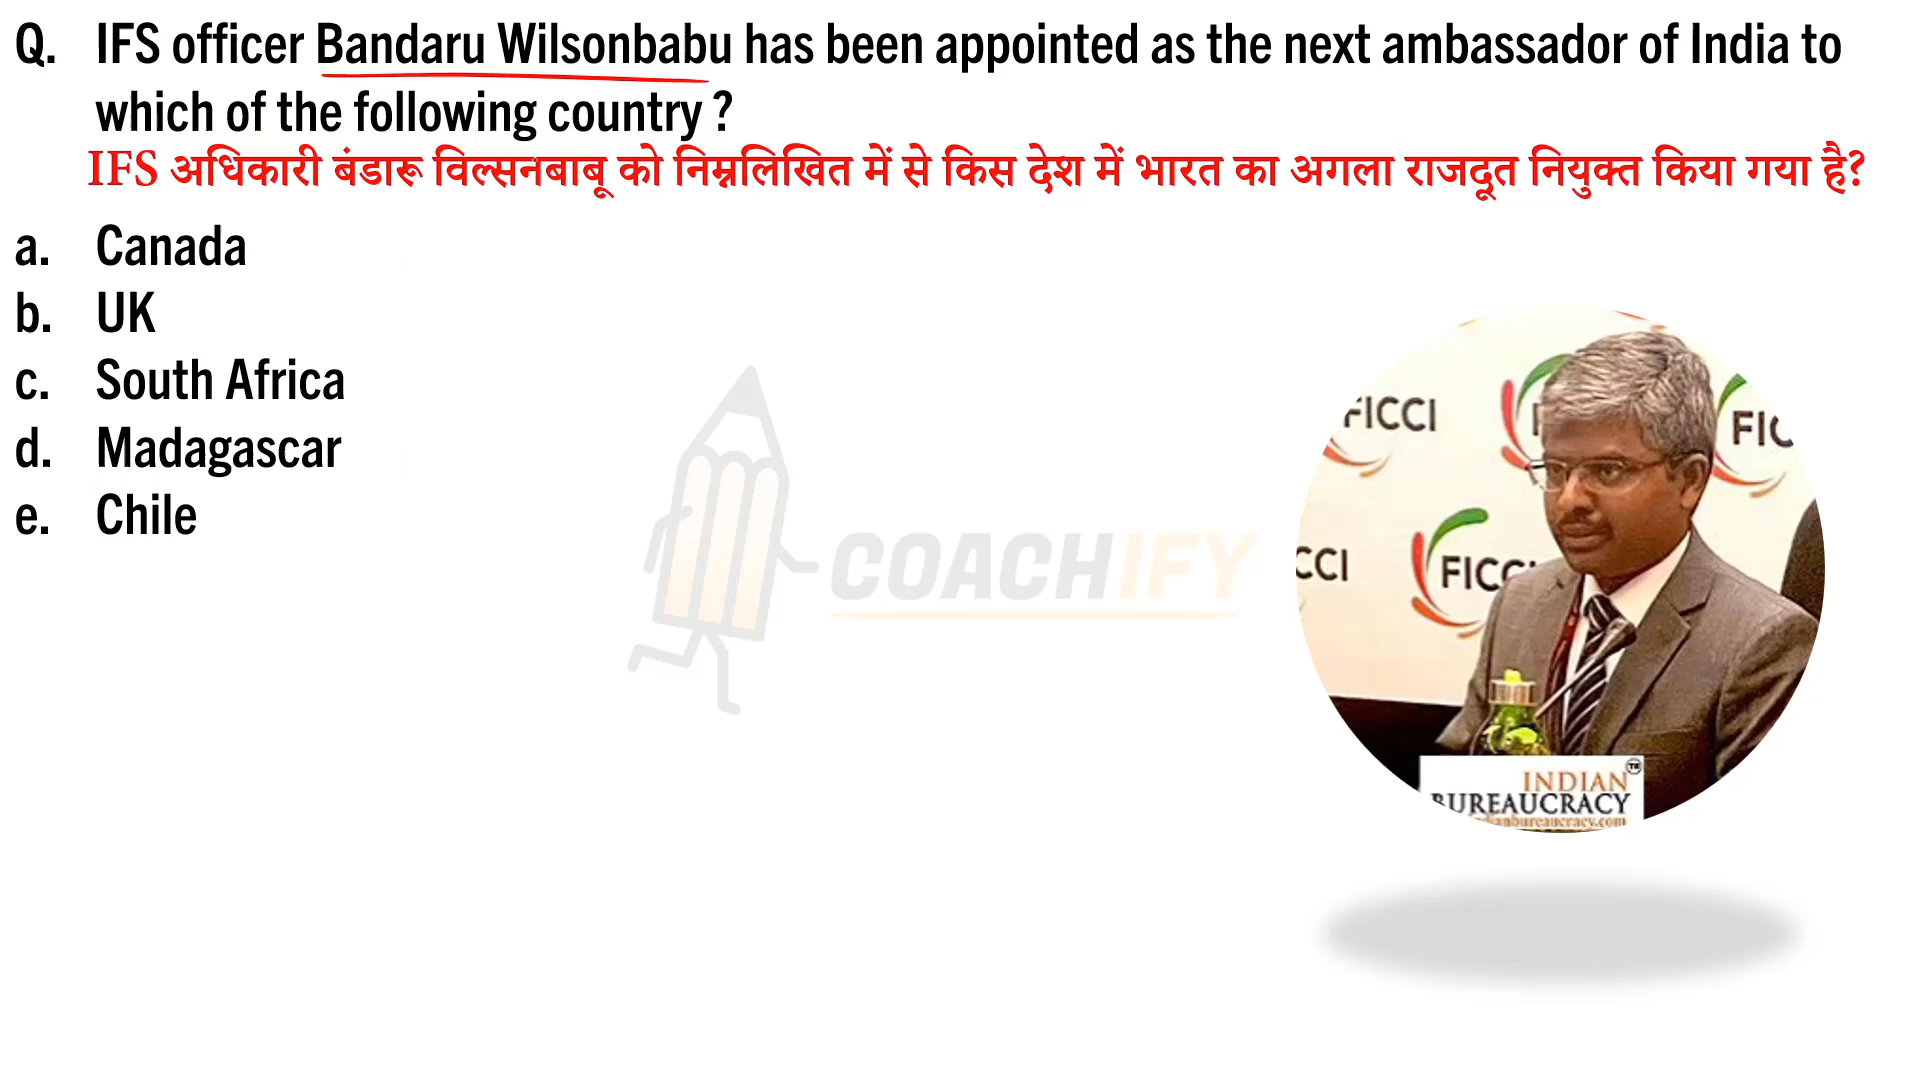 Q. IFS officer Bandaru Wilsonbabu has been appointed as the next ambassador of India to
which of the following country ?
IFS अधिकारी बंडारू विल्सनबाबू को निम्नलिखित में से किस देश में भारत का अगला राजदूत नियुक्त किया गया है?
a. Canada
b. UK
c. South Africa
d. Madagascar
e. Chile
COACHIFY
FICCI
FIC
CCI
FICC
INDIAN
BUREAUCRACY
indianbureaucracy.com